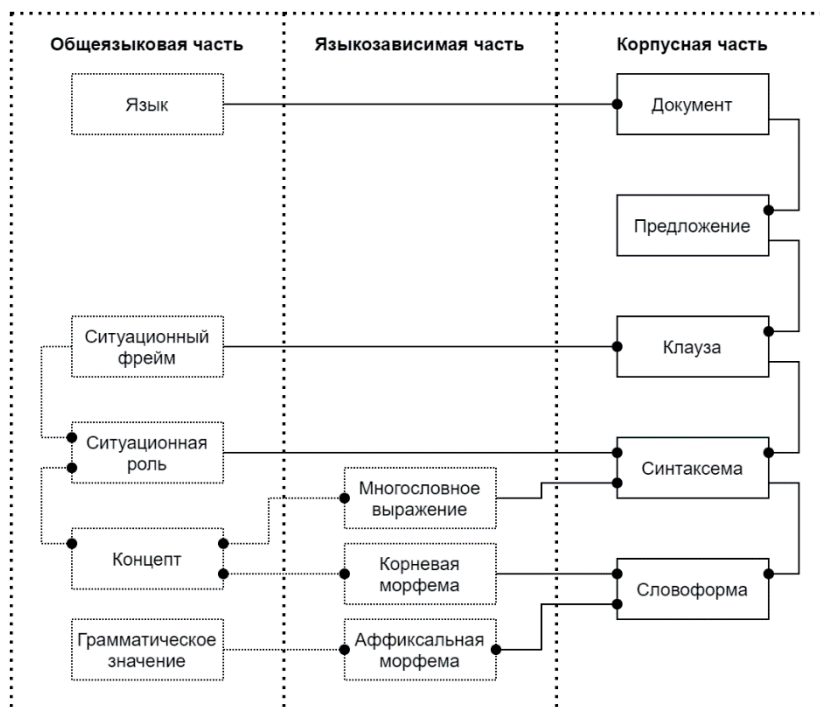 Общеязыковая часть
Языкозависимая часть
Корпусная часть
Язык
Документ
Предложение
Ситуационный
фрейм
Клауза
Ситуационная
роль
Синтаксема
Многословное
выражение
Концепт
Корневая
морфема
Словоформа
Грамматическое
значение
Аффиксальная
морфема